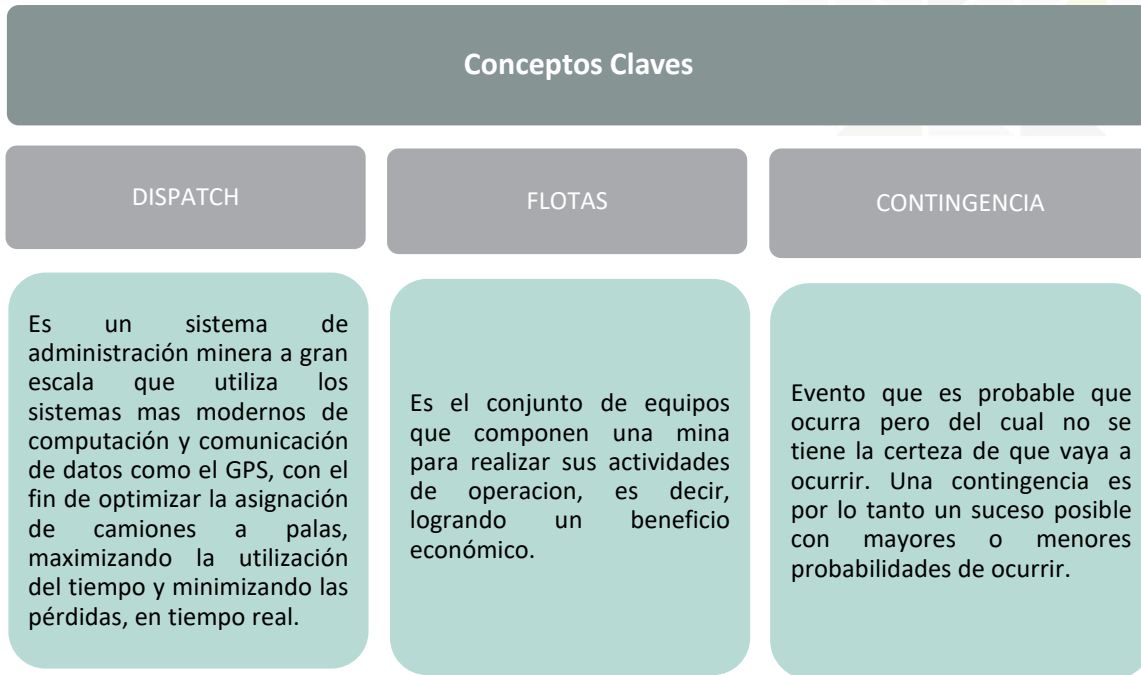 Conceptos Claves
DISPATCH
FLOTAS
CONTINGENCIA
Es un sistema de
administración minera a gran
escala que utiliza los
sistemas mas modernos de
computación y comunicación
de datos como el GPS, con el
fin de optimizar la asignación
de camiones a palas,
maximizando la utilización
del tiempo y minimizando las
pérdidas, en tiempo real.
Es el conjunto de equipos
que componen una mina
para realizar sus actividades
de operacion, es decir,
logrando un beneficio
económico.
Evento que es probable que
ocurra pero del cual no se
tiene la certeza de que vaya a
ocurrir. Una contingencia es
por lo tanto un suceso posible
con mayores o menores
probabilidades de ocurrir.